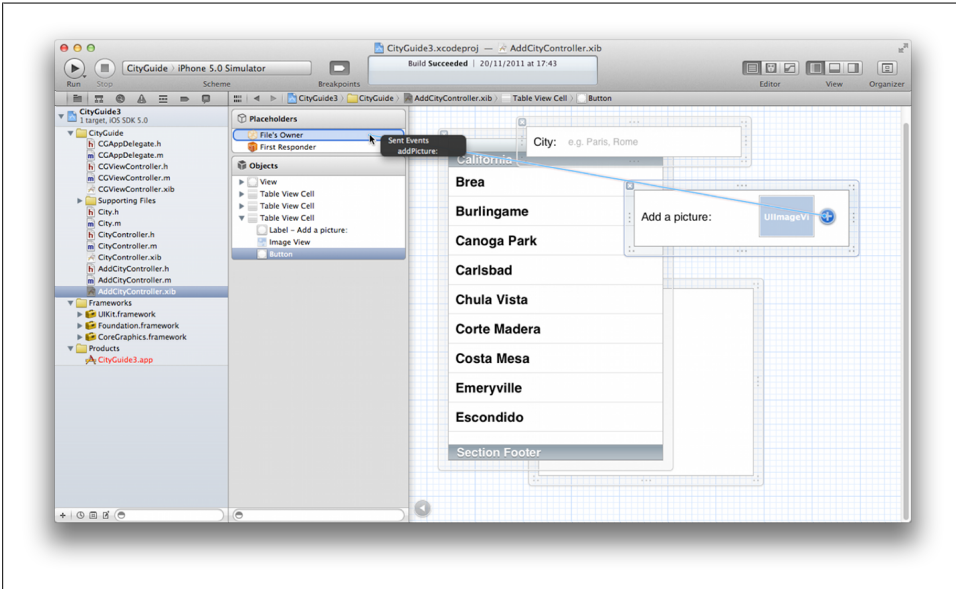 CityGuide3.xcodeproj — AddCityController.xib
CityGuide › iPhone 5.0 Simulator
Build Succeeded | 20/11/2011 at 17:43
Run Stop Scheme Breakpoints Editor View Organizer
CityGuide3 › CityGuide › AddCityController.xib › Table View Cell › Button
CityGuide3
1 target, iOS SDK 5.0
CityGuide
h CGAppDelegate.h
m CGAppDelegate.m
h CGViewController.h
m CGViewController.m
CGViewController.xib
Supporting Files
h City.h
m City.m
h CityController.h
m CityController.m
CityController.xib
h AddCityController.h
m AddCityController.m
AddCityController.xib
Frameworks
UIKit.framework
Foundation.framework
CoreGraphics.framework
Products
CityGuide3.app
Placeholders
File's Owner
First Responder
Objects
View
Table View Cell
Table View Cell
Table View Cell
Label – Add a picture:
Image View
Button
Sent Events
addPicture:
City: e.g. Paris, Rome
California
Brea
Burlingame
Canoga Park
Carlsbad
Chula Vista
Corte Madera
Costa Mesa
Emeryville
Escondido
Section Footer
Add a picture: UIImageVi